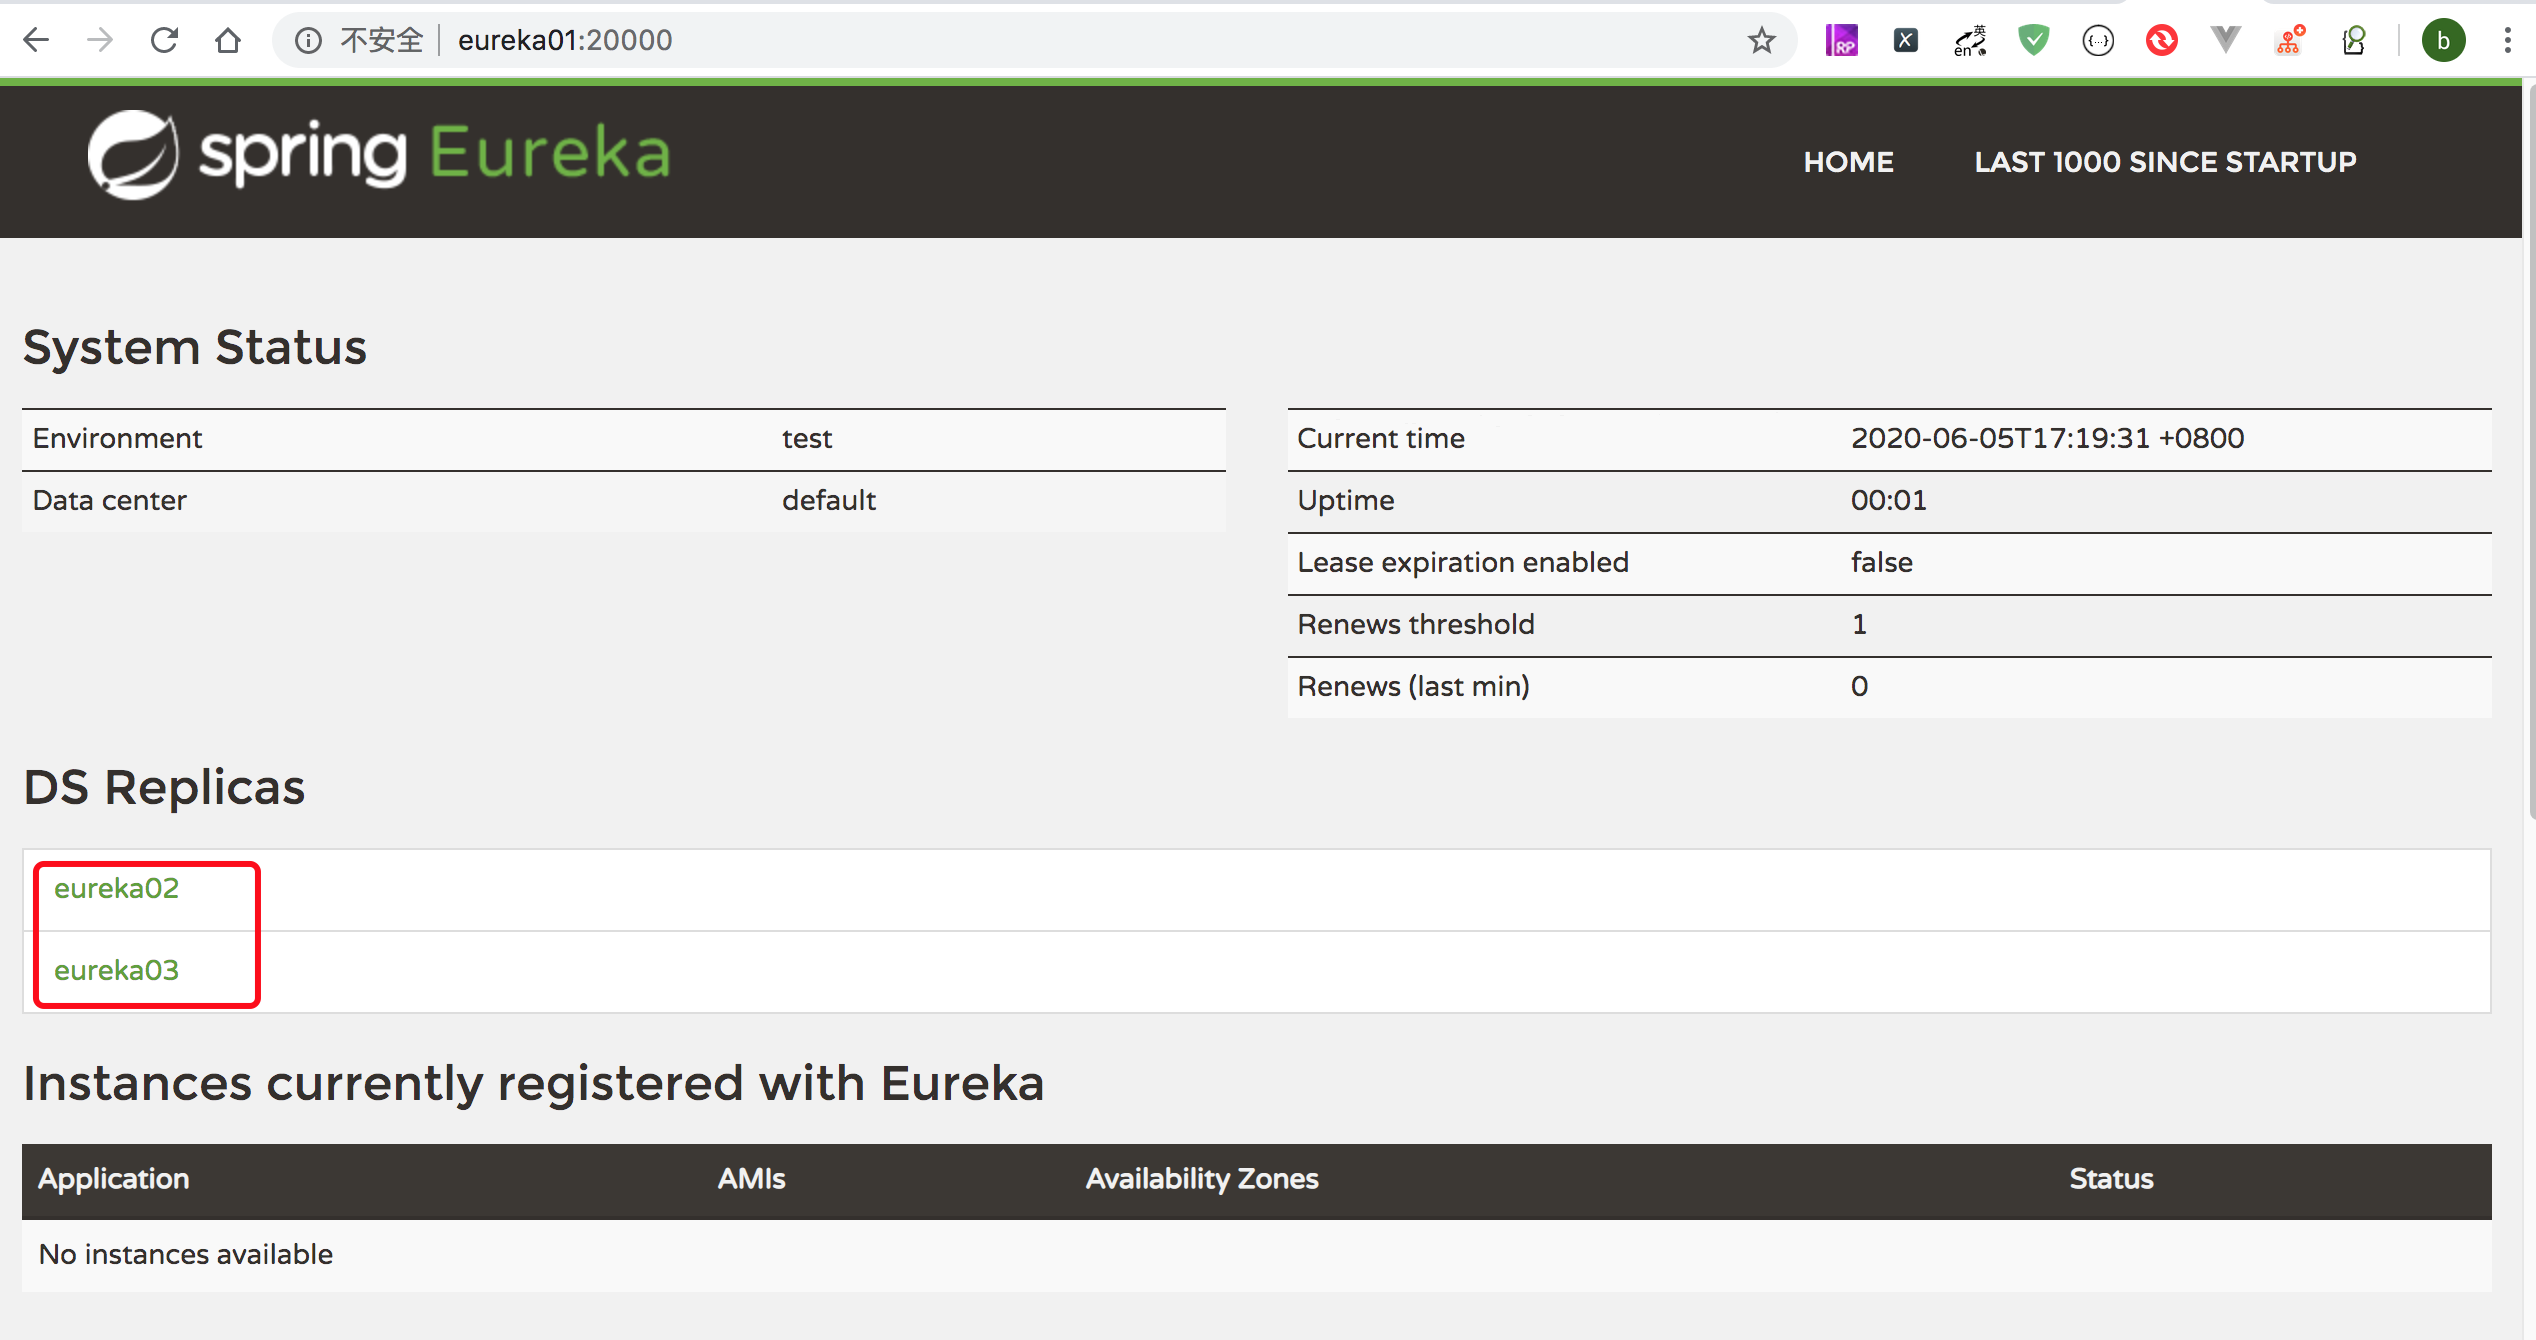 不安全 eureka01:20000
RP X 英 en {...} b
spring Eureka HOME LAST 1000 SINCE STARTUP
System Status
Environment test Current time 2020-06-05T17:19:31 +0800
Data center default Uptime 00:01
Lease expiration enabled false
Renews threshold 1
Renews (last min) 0
DS Replicas
eureka02
eureka03
Instances currently registered with Eureka
Application AMIs Availability Zones Status
No instances available